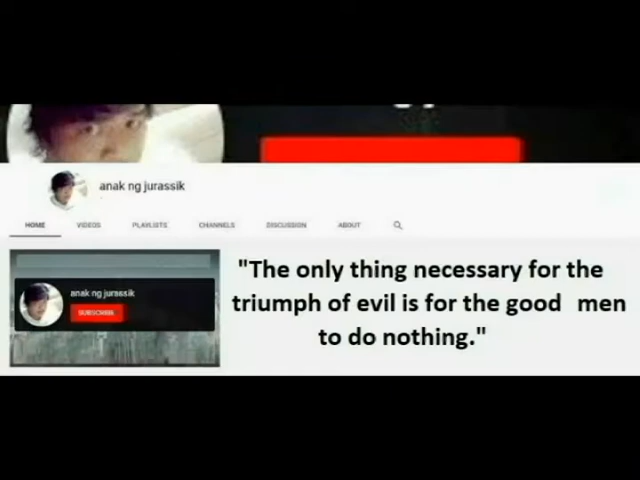 anak ng jurassik
HOME VIDEOS PLAYLISTS CHANNELS DISCUSSION ABOUT
anak ng jurassik
SUBSCRIBE
"The only thing necessary for the
triumph of evil is for the good men
to do nothing."